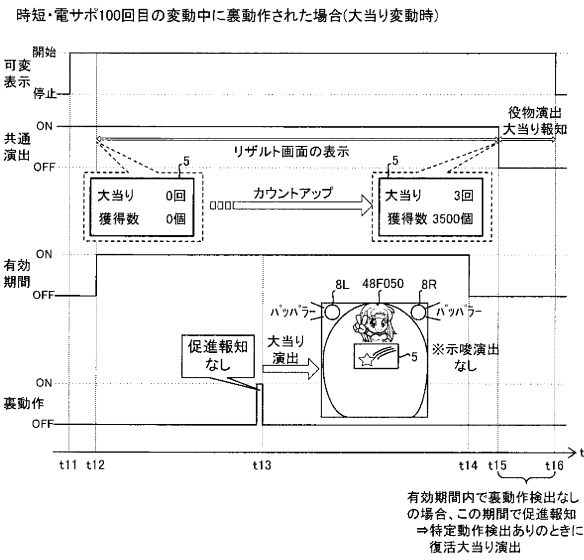 時短・電サポ100回目の変動中に裏動作された場合(大当り変動時)
可変
表示
開始
停止
役物演出
大当り報知
共通
演出
ON
OFF
リザルト画面の表示
5
5
大当り 0回
獲得数 0個
カウントアップ
大当り 3回
獲得数 3500個
有効
期間
ON
OFF
8L
48F050
8R
パッパラー
パッパラー
促進報知
なし
大当り
演出
5
※示唆演出
なし
裏動作
ON
OFF
t11
t12
t13
t14
t15
t16
t
有効期間内で裏動作検出なし
の場合、この期間で促進報知
⇒特定動作検出ありのときに
復活大当り演出